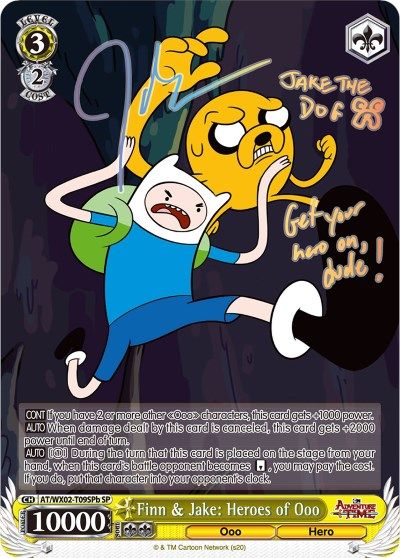 LEVEL
3
2
COST
JAKE THE
DOF
Get your
hero on,
dude!
CONT If you have 2 or more other «Ooo» characters, this card gets +1000 power.
AUTO When damage dealt by this card is canceled, this card gets +2000
power until end of turn.
AUTO [①] During the turn that this card is placed on the stage from your
hand, when this card's battle opponent becomes , you may pay the cost.
If you do, put that character into your opponent's clock.
CH AT/WX02-T09SPb SP
10000
Finn & Jake: Heroes of Ooo
ADVENTURE TIME
Ooo
Hero
© & TM Cartoon Network (s20)